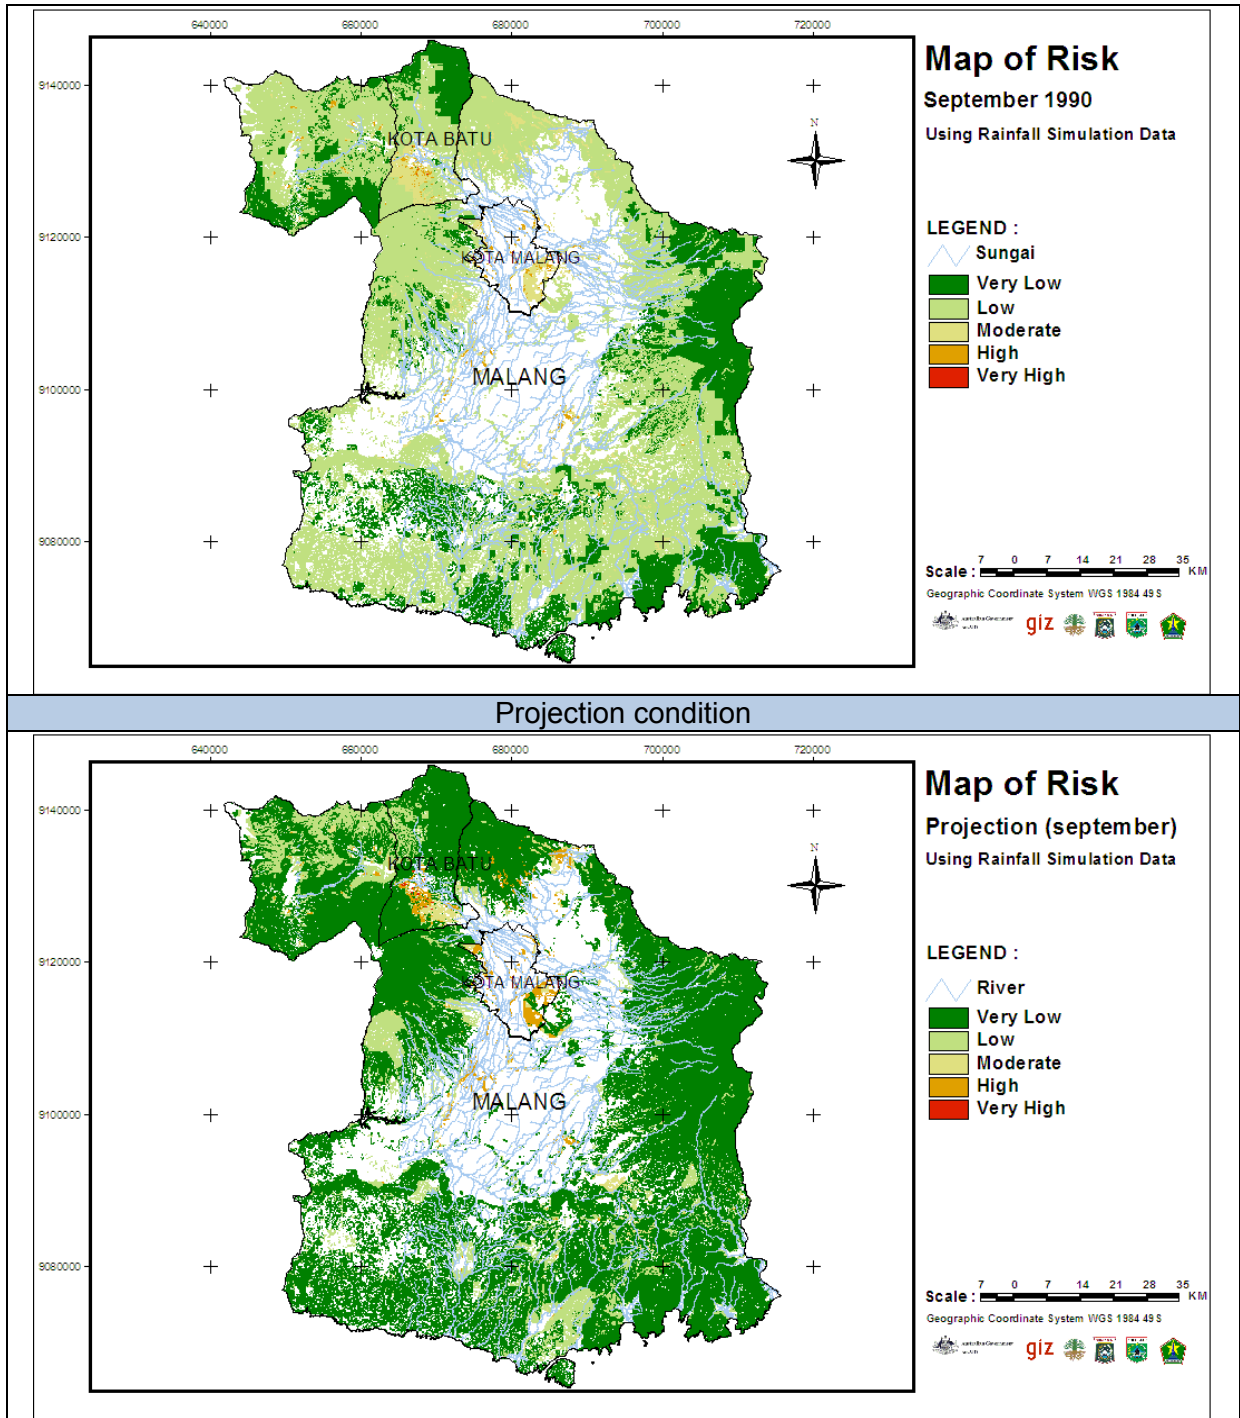 640000 660000 680000 700000 720000
Map of Risk
September 1990
Using Rainfall Simulation Data
9140000
9120000
9100000
9080000
N
KOTA BATU
KOTA MALANG
MALANG
LEGEND :
Sungai
Very Low
Low
Moderate
High
Very High
7 0 7 14 21 28 35
Scale : KM
Geographic Coordinate System WGS 1984 49S
giz
Projection condition
640000 660000 680000 700000 720000
Map of Risk
Projection (september)
Using Rainfall Simulation Data
9140000
9120000
9100000
9080000
N
KOTA BATU
KOTA MALANG
MALANG
LEGEND :
River
Very Low
Low
Moderate
High
Very High
7 0 7 14 21 28 35
Scale : KM
Geographic Coordinate System WGS 1984 49S
giz